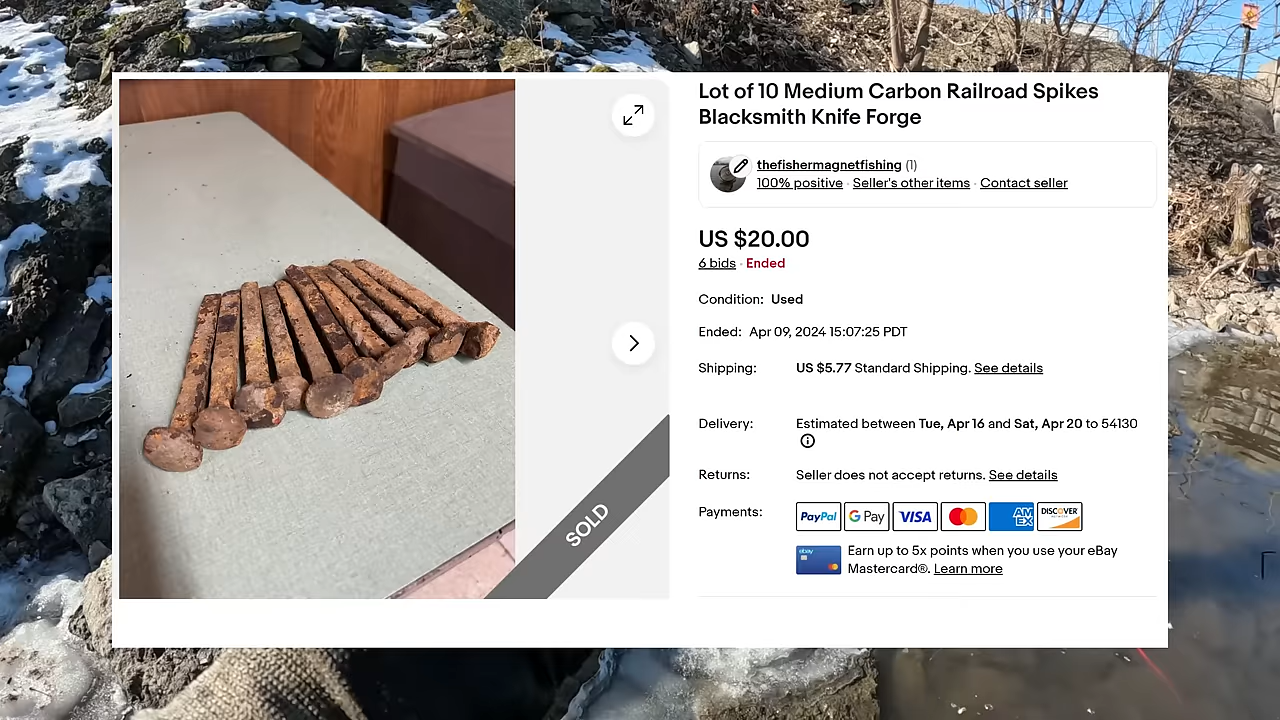 Lot of 10 Medium Carbon Railroad Spikes
Blacksmith Knife Forge
thefishermagnetfishing (1)
100% positive · Seller's other items · Contact seller
US $20.00
6 bids · Ended
Condition: Used
Ended: Apr 09, 2024 15:07:25 PDT
Shipping: US $5.77 Standard Shipping. See details
Delivery: Estimated between Tue, Apr 16 and Sat, Apr 20 to 54130
Returns: Seller does not accept returns. See details
Payments: PayPal G Pay VISA AM EX DISCOVER
ebay
Earn up to 5x points when you use your eBay
Mastercard®. Learn more
SOLD